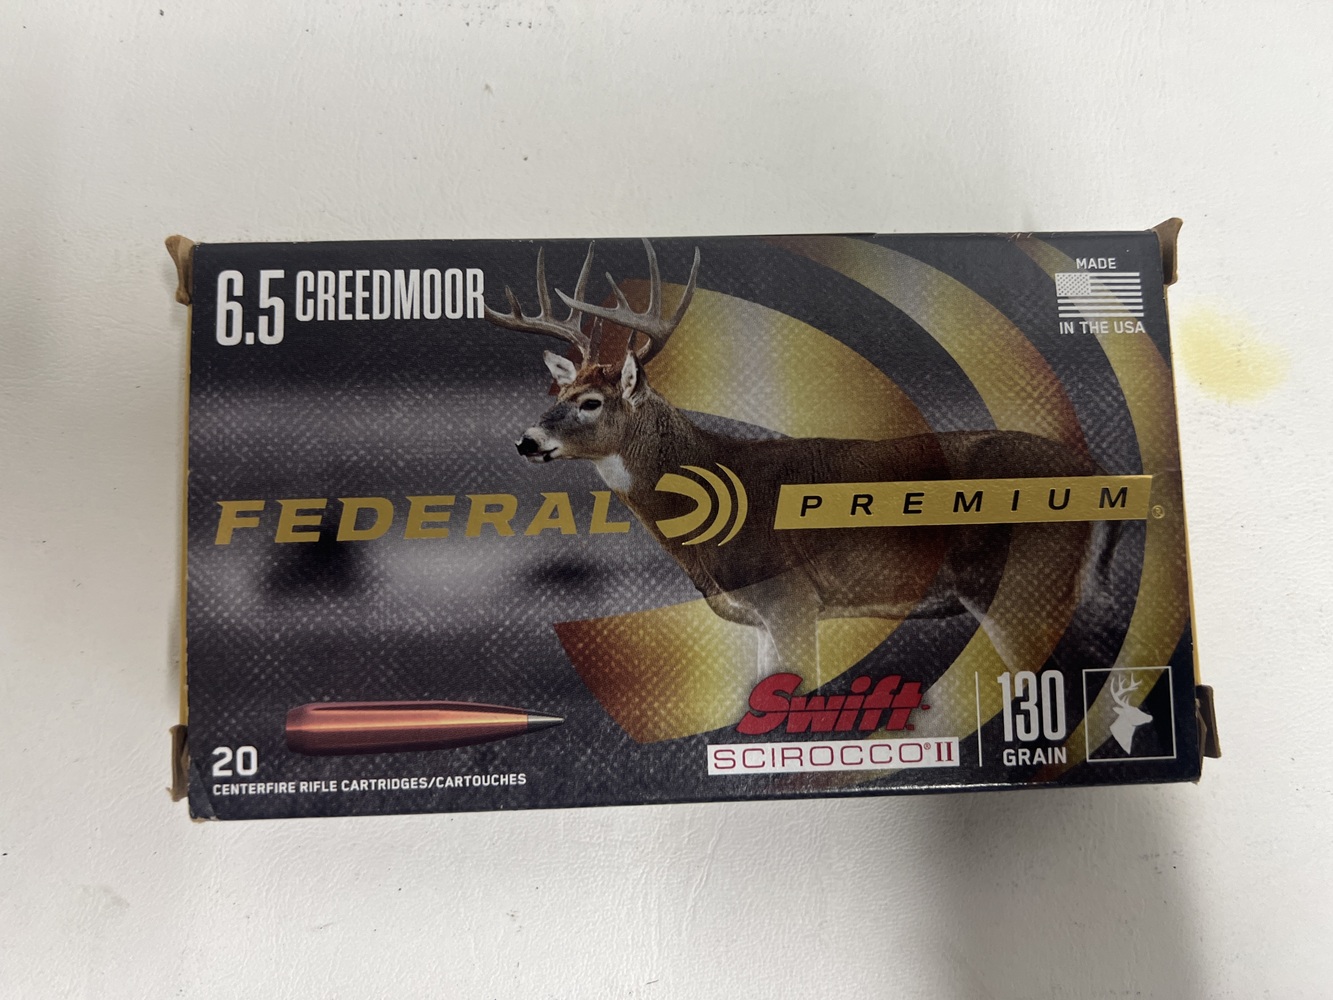 6.5 CREEDMOOR
MADE
IN THE USA
FEDERAL PREMIUM®
Swift
SCIROCCO® II
130
GRAIN
20
CENTERFIRE RIFLE CARTRIDGES/CARTOUCHES